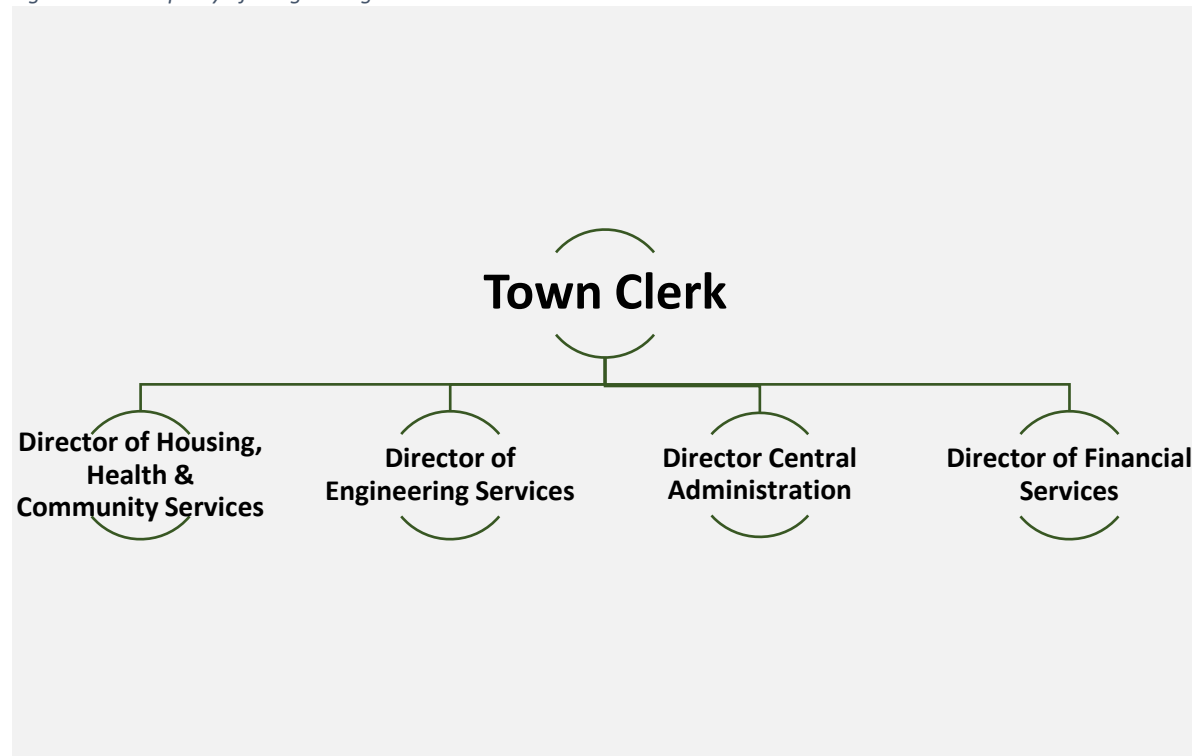 Town Clerk
Director of Housing,
Health &
Community Services
Director of
Engineering Services
Director Central
Administration
Director of Financial
Services